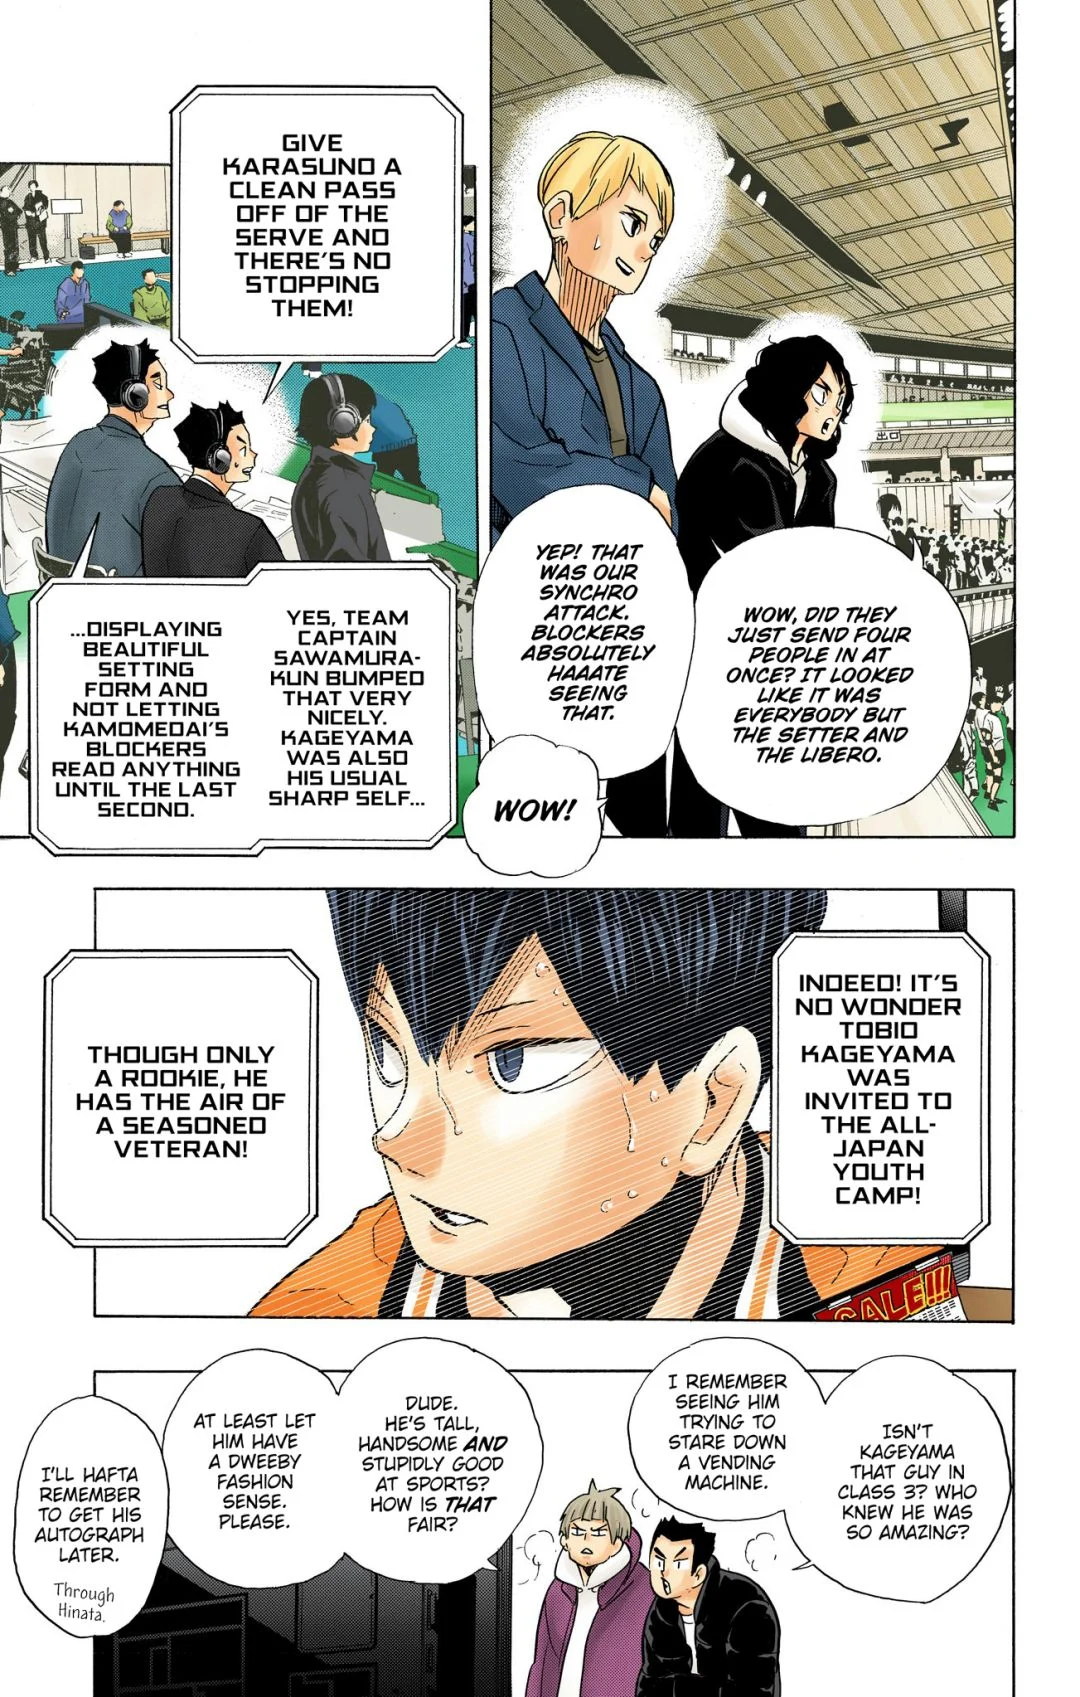 WOW, DID THEY
JUST SEND FOUR
PEOPLE IN AT
ONCE? IT LOOKED
LIKE IT WAS
EVERYBODY BUT
THE SETTER AND
THE LIBERO.
YEP! THAT
WAS OUR
SYNCHRO
ATTACK.
BLOCKERS
ABSOLUTELY
HAAATE
SEEING
THAT.
WOW!
出口
GIVE
KARASUNO A
CLEAN PASS
OFF OF THE
SERVE AND
THERE'S NO
STOPPING
THEM!
YES, TEAM
CAPTAIN
SAWAMURA-
KUN BUMPED
THAT VERY
NICELY.
KAGEYAMA
WAS ALSO
HIS USUAL
SHARP SELF...
...DISPLAYING
BEAUTIFUL
SETTING
FORM AND
NOT LETTING
KAMOMEDAI'S
BLOCKERS
READ ANYTHING
UNTIL THE LAST
SECOND.
INDEED! IT'S
NO WONDER
TOBIO
KAGEYAMA
WAS
INVITED TO
THE ALL-
JAPAN
YOUTH
CAMP!
THOUGH ONLY
A ROOKIE, HE
HAS THE AIR OF
A SEASONED
VETERAN!
SALE!!!
ISN'T
KAGEYAMA
THAT GUY IN
CLASS 3? WHO
KNEW HE WAS
SO AMAZING?
I REMEMBER
SEEING HIM
TRYING TO
STARE DOWN
A VENDING
MACHINE.
DUDE.
HE'S TALL,
HANDSOME AND
STUPIDLY GOOD
AT SPORTS?
HOW IS THAT
FAIR?
AT LEAST LET
HIM HAVE
A DWEEBY
FASHION
SENSE.
PLEASE.
I'LL HAFTA
REMEMBER
TO GET HIS
AUTOGRAPH
LATER.
Through
Hinata.